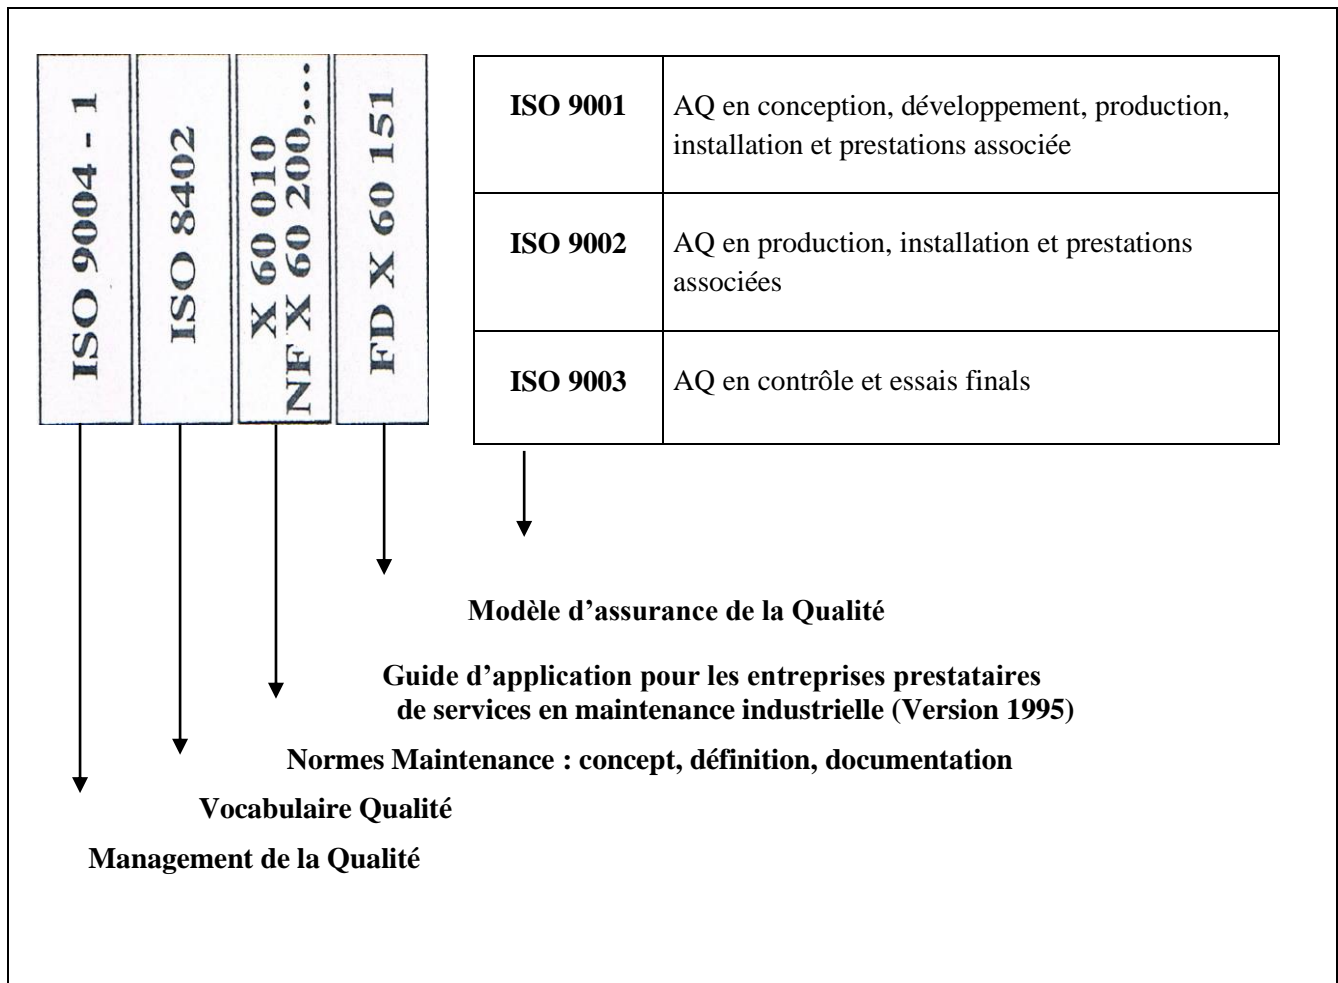 ISO 9004 - 1
ISO 8402
X 60 010
NF X 60 200,...
FD X 60 151
ISO 9001
AQ en conception, développement, production,
installation et prestations associée
ISO 9002
AQ en production, installation et prestations
associées
ISO 9003
AQ en contrôle et essais finals
Modèle d’assurance de la Qualité
Guide d’application pour les entreprises prestataires
de services en maintenance industrielle (Version 1995)
Normes Maintenance : concept, définition, documentation
Vocabulaire Qualité
Management de la Qualité